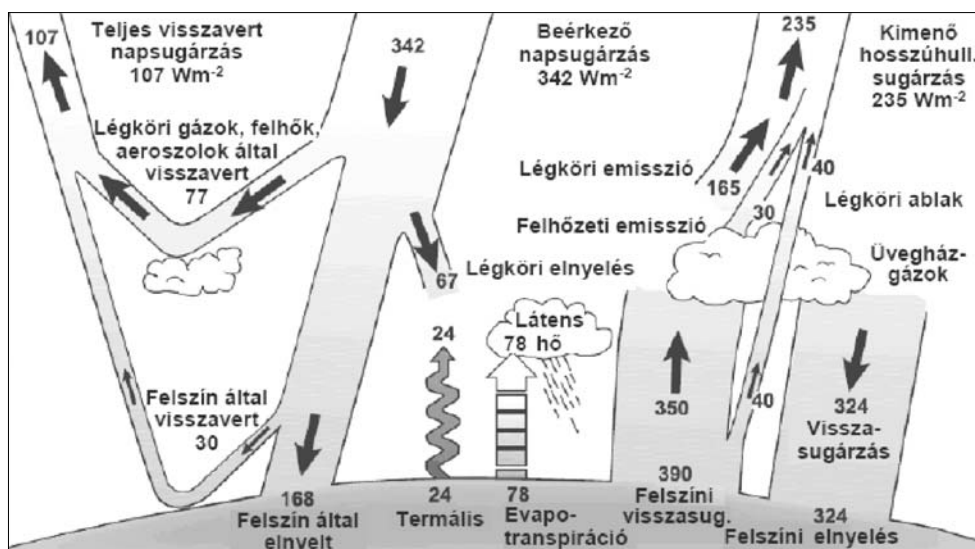 107
Teljes visszavert
napsugárzás
107 Wm-2
342
Beérkező
napsugárzás
342 Wm-2
235
Kimenő
hosszúhull.
sugárzás
235 Wm-2
Légköri gázok, felhők,
aeroszolok által
visszavert
77
Légköri emisszió
165
40
Légköri ablak
Felhőzeti emisszió
30
67
Légköri elnyelés
Üvegház-
gázok
24
Látens
78 hő
Felszín által
visszavert
30
350
40
324
Vissza-
sugárzás
168
Felszín által
elnyelt
24
Termális
78
Evapo-
transpiráció
390
Felszíni
visszasug.
324
Felszíni elnyelés